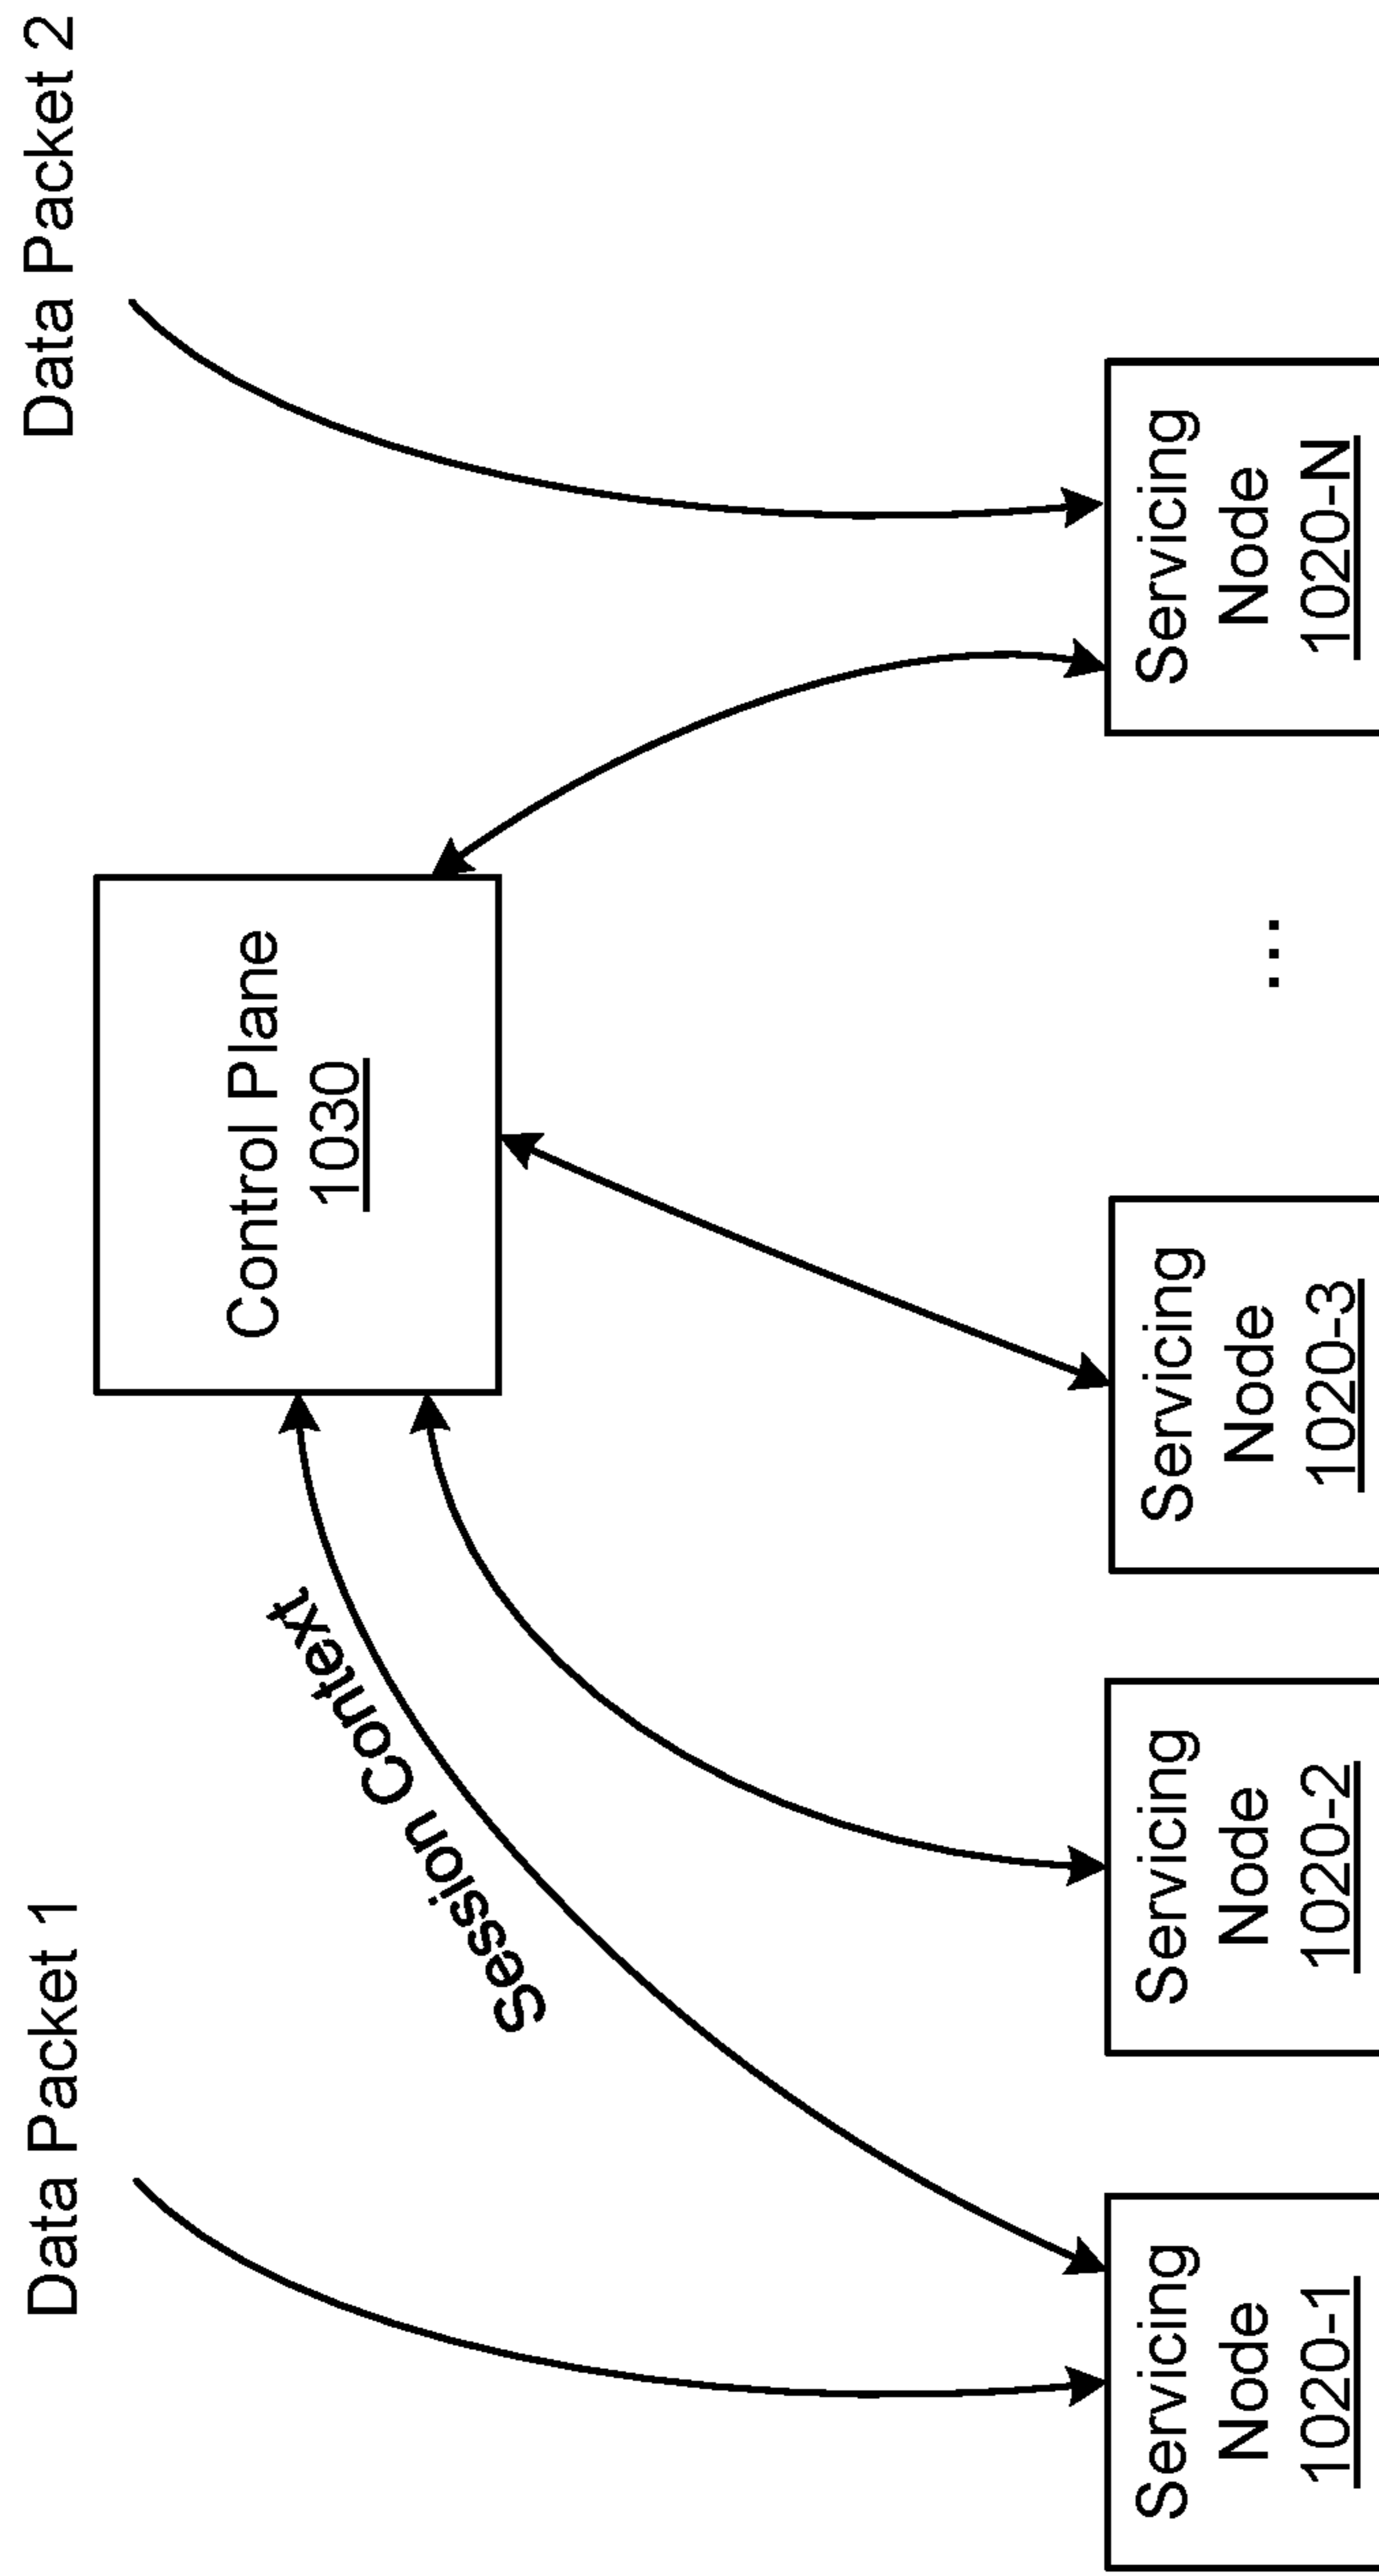 Data Packet 1
Data Packet 2
Control Plane
1030
Session Context
Servicing
Node
1020-1
Servicing
Node
1020-2
Servicing
Node
1020-3
...
Servicing
Node
1020-N